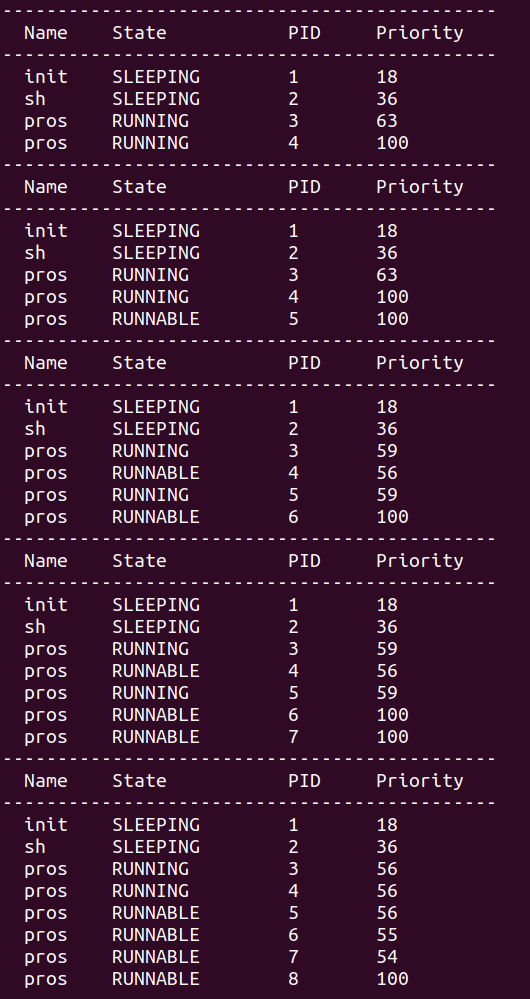 ---------------------------------------------
Name State PID Priority
---------------------------------------------
init SLEEPING 1 18
sh SLEEPING 2 36
pros RUNNING 3 63
pros RUNNING 4 100
---------------------------------------------
Name State PID Priority
---------------------------------------------
init SLEEPING 1 18
sh SLEEPING 2 36
pros RUNNING 3 63
pros RUNNING 4 100
pros RUNNABLE 5 100
---------------------------------------------
Name State PID Priority
---------------------------------------------
init SLEEPING 1 18
sh SLEEPING 2 36
pros RUNNING 3 59
pros RUNNABLE 4 56
pros RUNNING 5 59
pros RUNNABLE 6 100
---------------------------------------------
Name State PID Priority
---------------------------------------------
init SLEEPING 1 18
sh SLEEPING 2 36
pros RUNNING 3 59
pros RUNNABLE 4 56
pros RUNNING 5 59
pros RUNNABLE 6 100
pros RUNNABLE 7 100
---------------------------------------------
Name State PID Priority
---------------------------------------------
init SLEEPING 1 18
sh SLEEPING 2 36
pros RUNNING 3 56
pros RUNNING 4 56
pros RUNNABLE 5 56
pros RUNNABLE 6 55
pros RUNNABLE 7 54
pros RUNNABLE 8 100